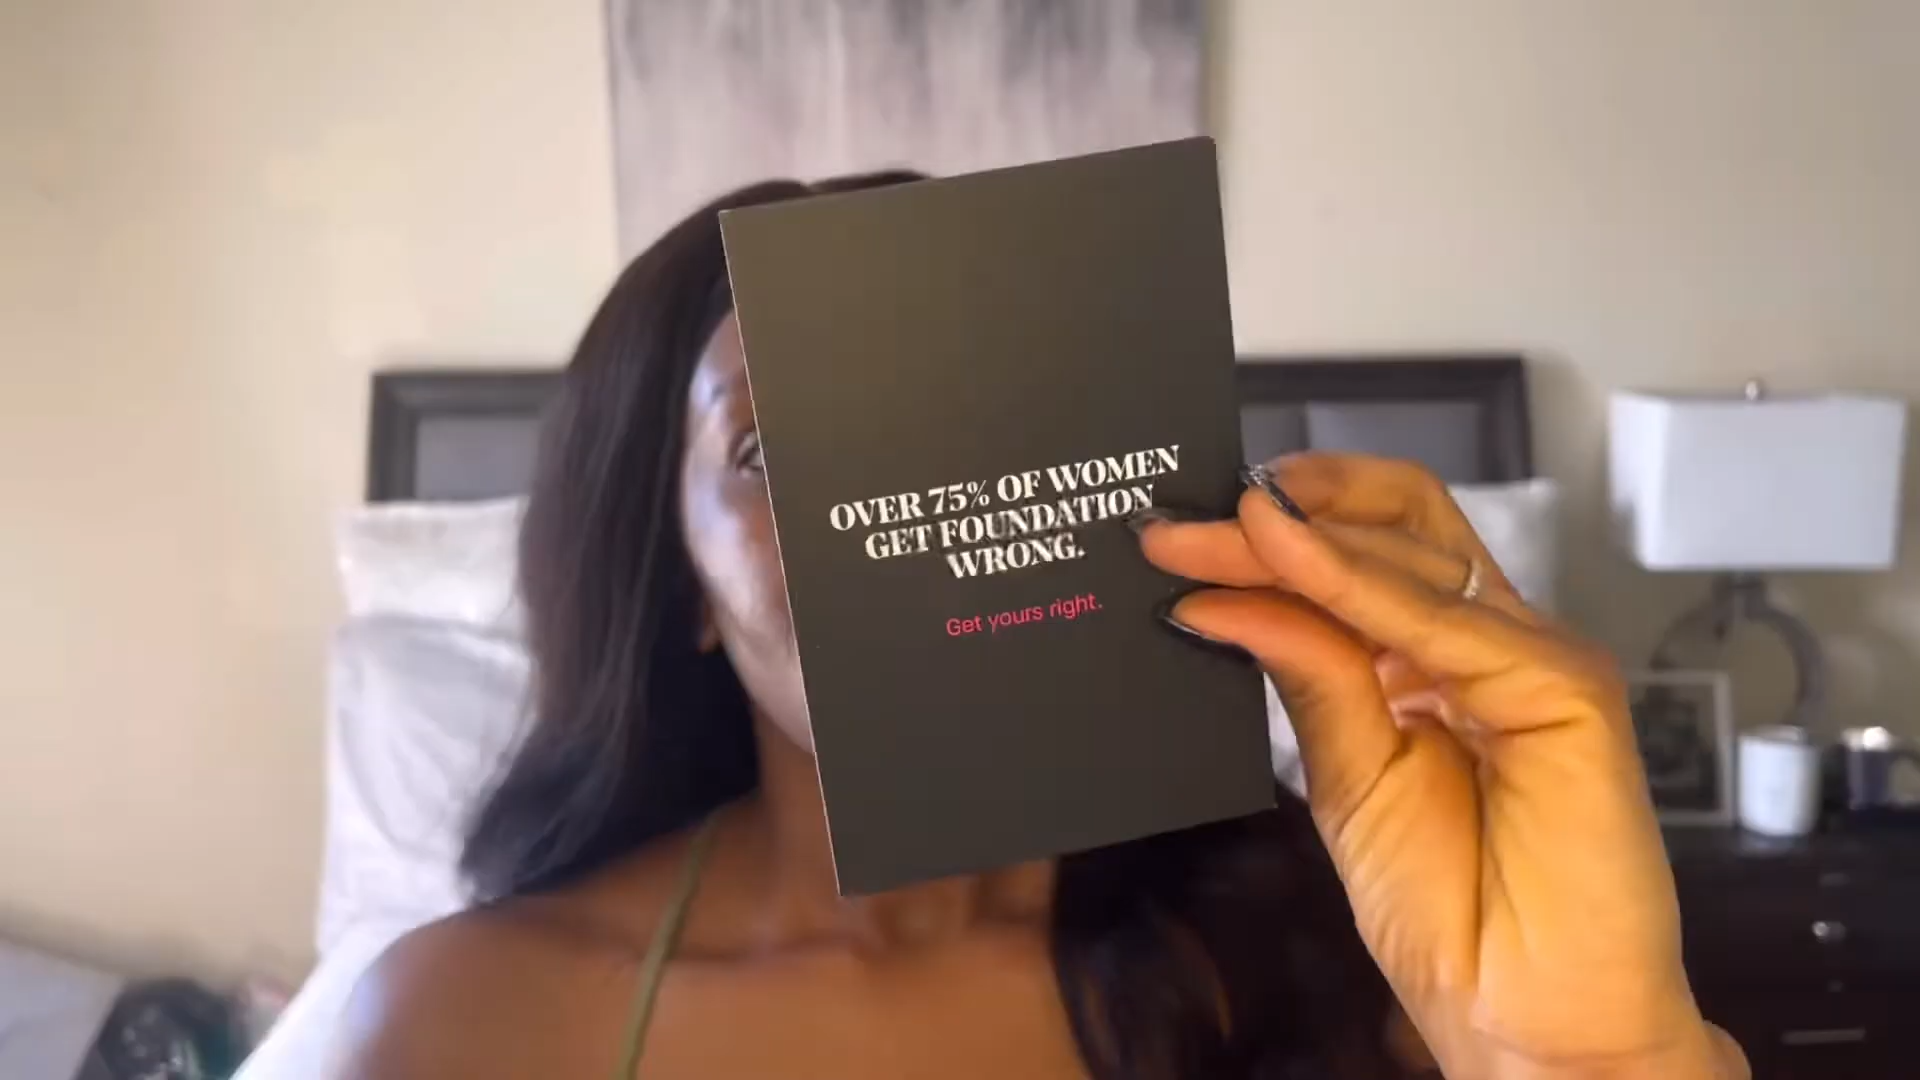 OVER 75% OF WOMEN
GET FOUNDATION
WRONG.
Get yours right.